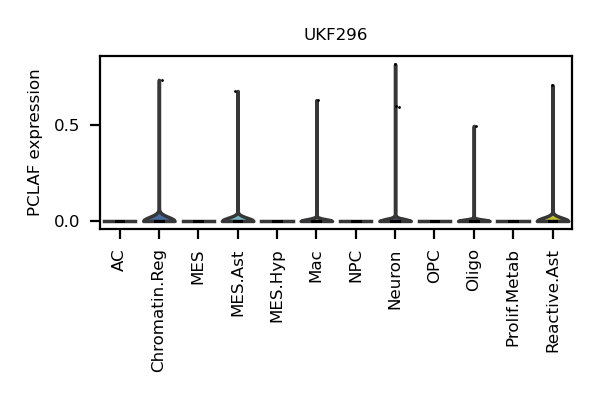 UKF296
PCLAF expression
0.5
0.0
AC
Chromatin.Reg
MES
MES.Ast
MES.Hyp
Mac
NPC
Neuron
OPC
Oligo
Prolif.Metab
Reactive.Ast